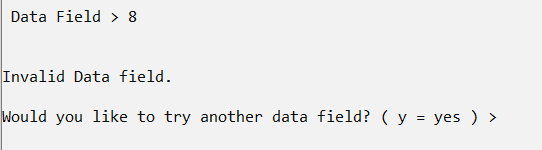 Data Field > 8
Invalid Data field.
Would you like to try another data field? ( y = yes ) >